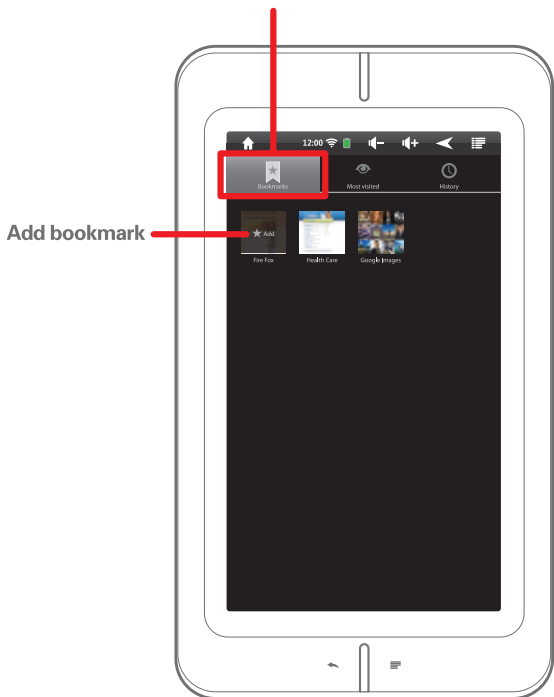 12:00
Bookmarks Most visited History
Add bookmark
Add
Fire Fox Health Care Google Images